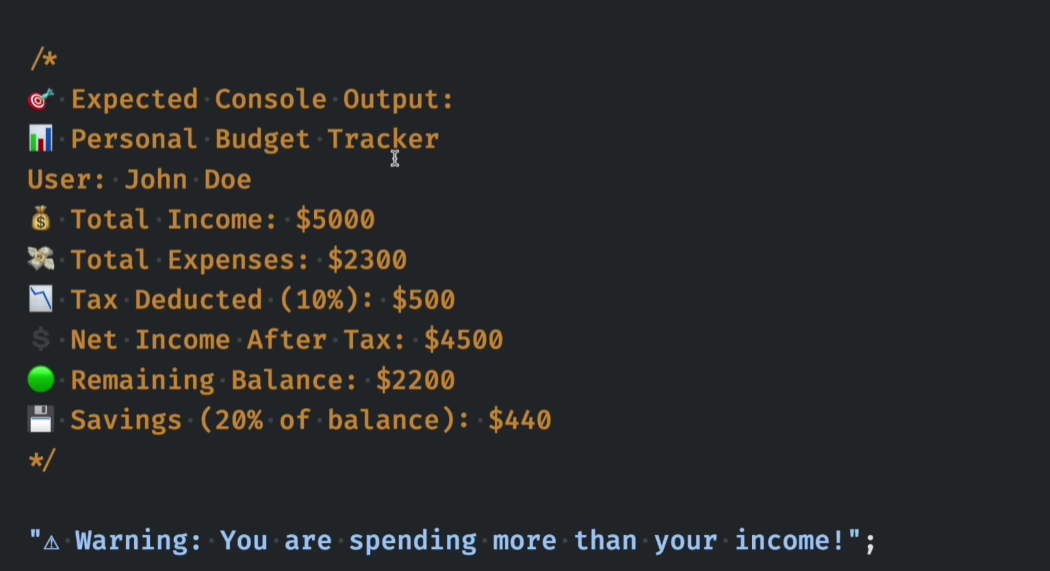 /*
🎯 Expected Console Output:
📊 Personal Budget Tracker
User: John Doe
💰 Total Income: $5000
💸 Total Expenses: $2300
📉 Tax Deducted (10%): $500
💲 Net Income After Tax: $4500
🟢 Remaining Balance: $2200
💾 Savings (20% of balance): $440
*/
"⚠ Warning: You are spending more than your income!";